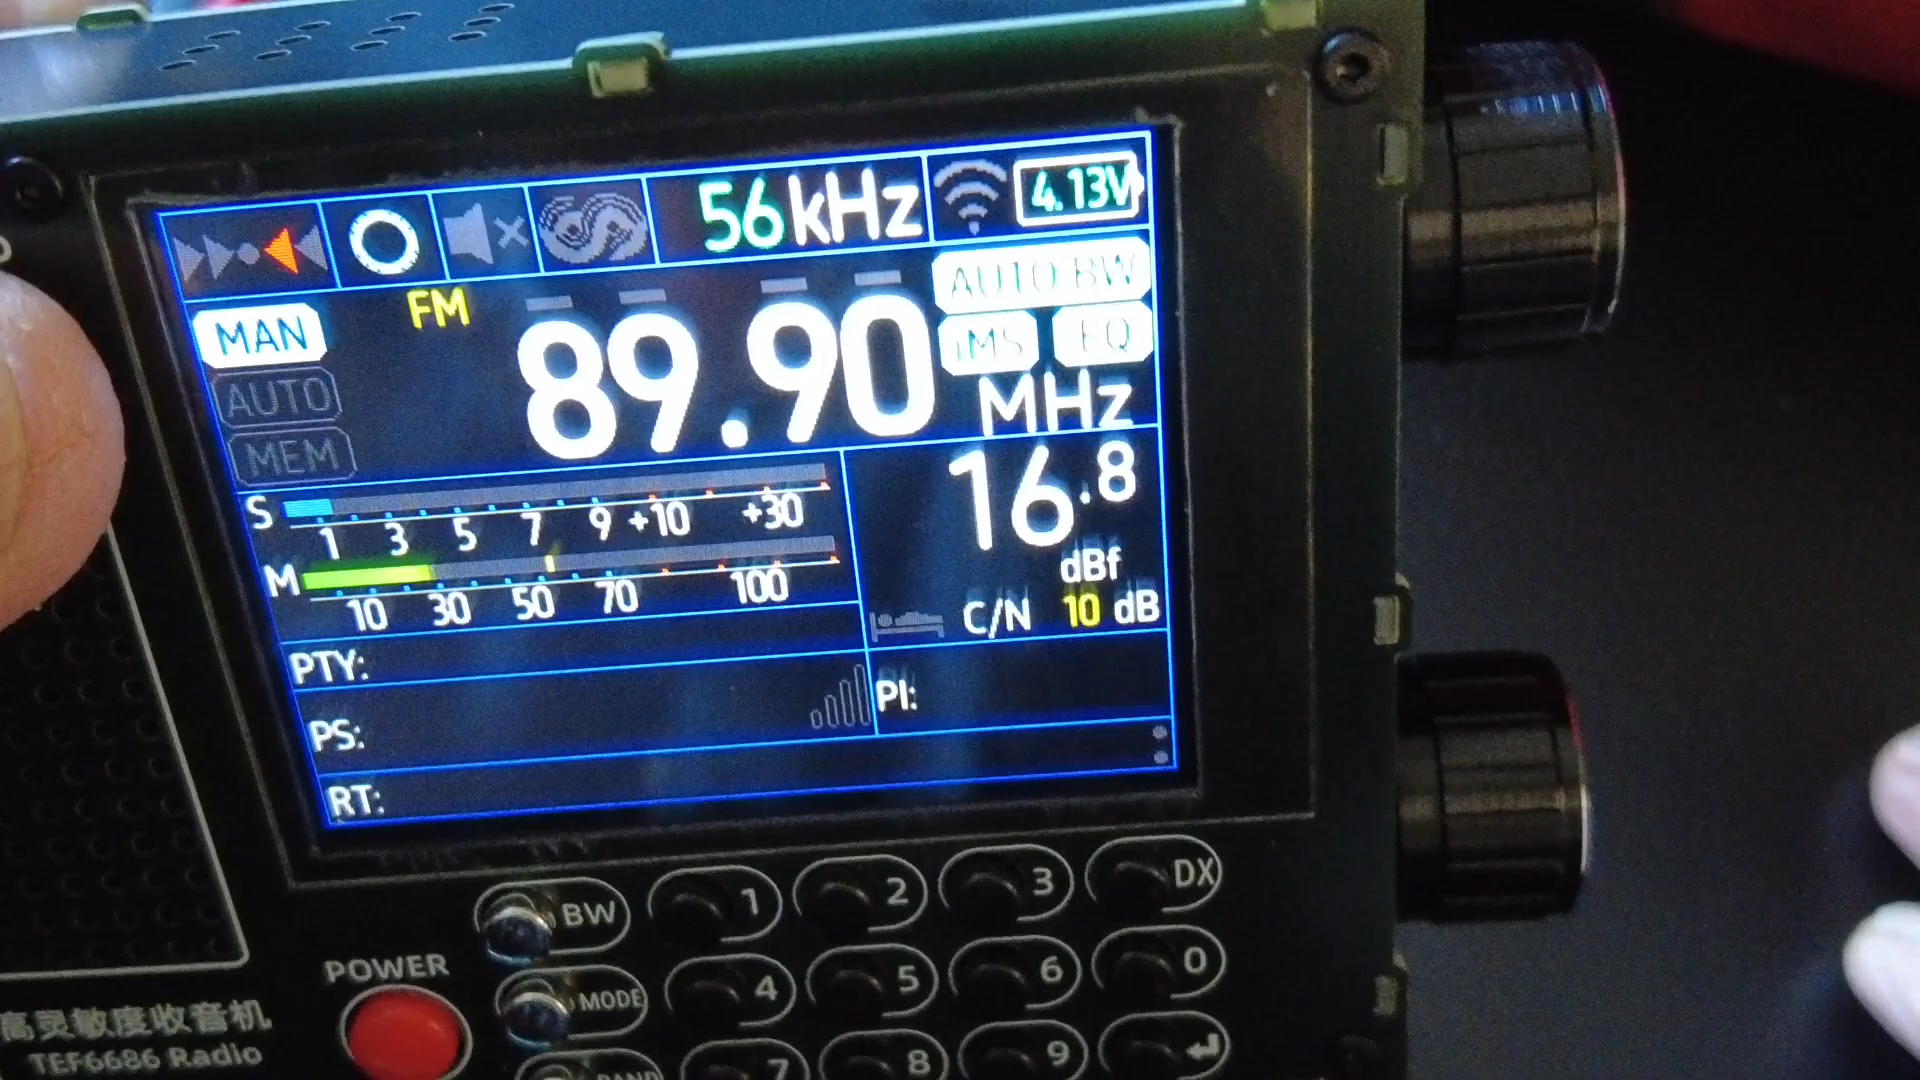 56 kHz 4.13V
FM AUTO BW
MAN 89.90 iMS EQ
AUTO MHz
MEM
S 1 3 5 7 9 +10 +30 16.8
M 10 30 50 70 100 dBf
C/N 10 dB
PTY:
PS: PI:
RT:
BW 1 2 3 DX
POWER MODE 4 5 6 0
高灵敏度收音机
TEF6686 Radio
BAND 7 8 9